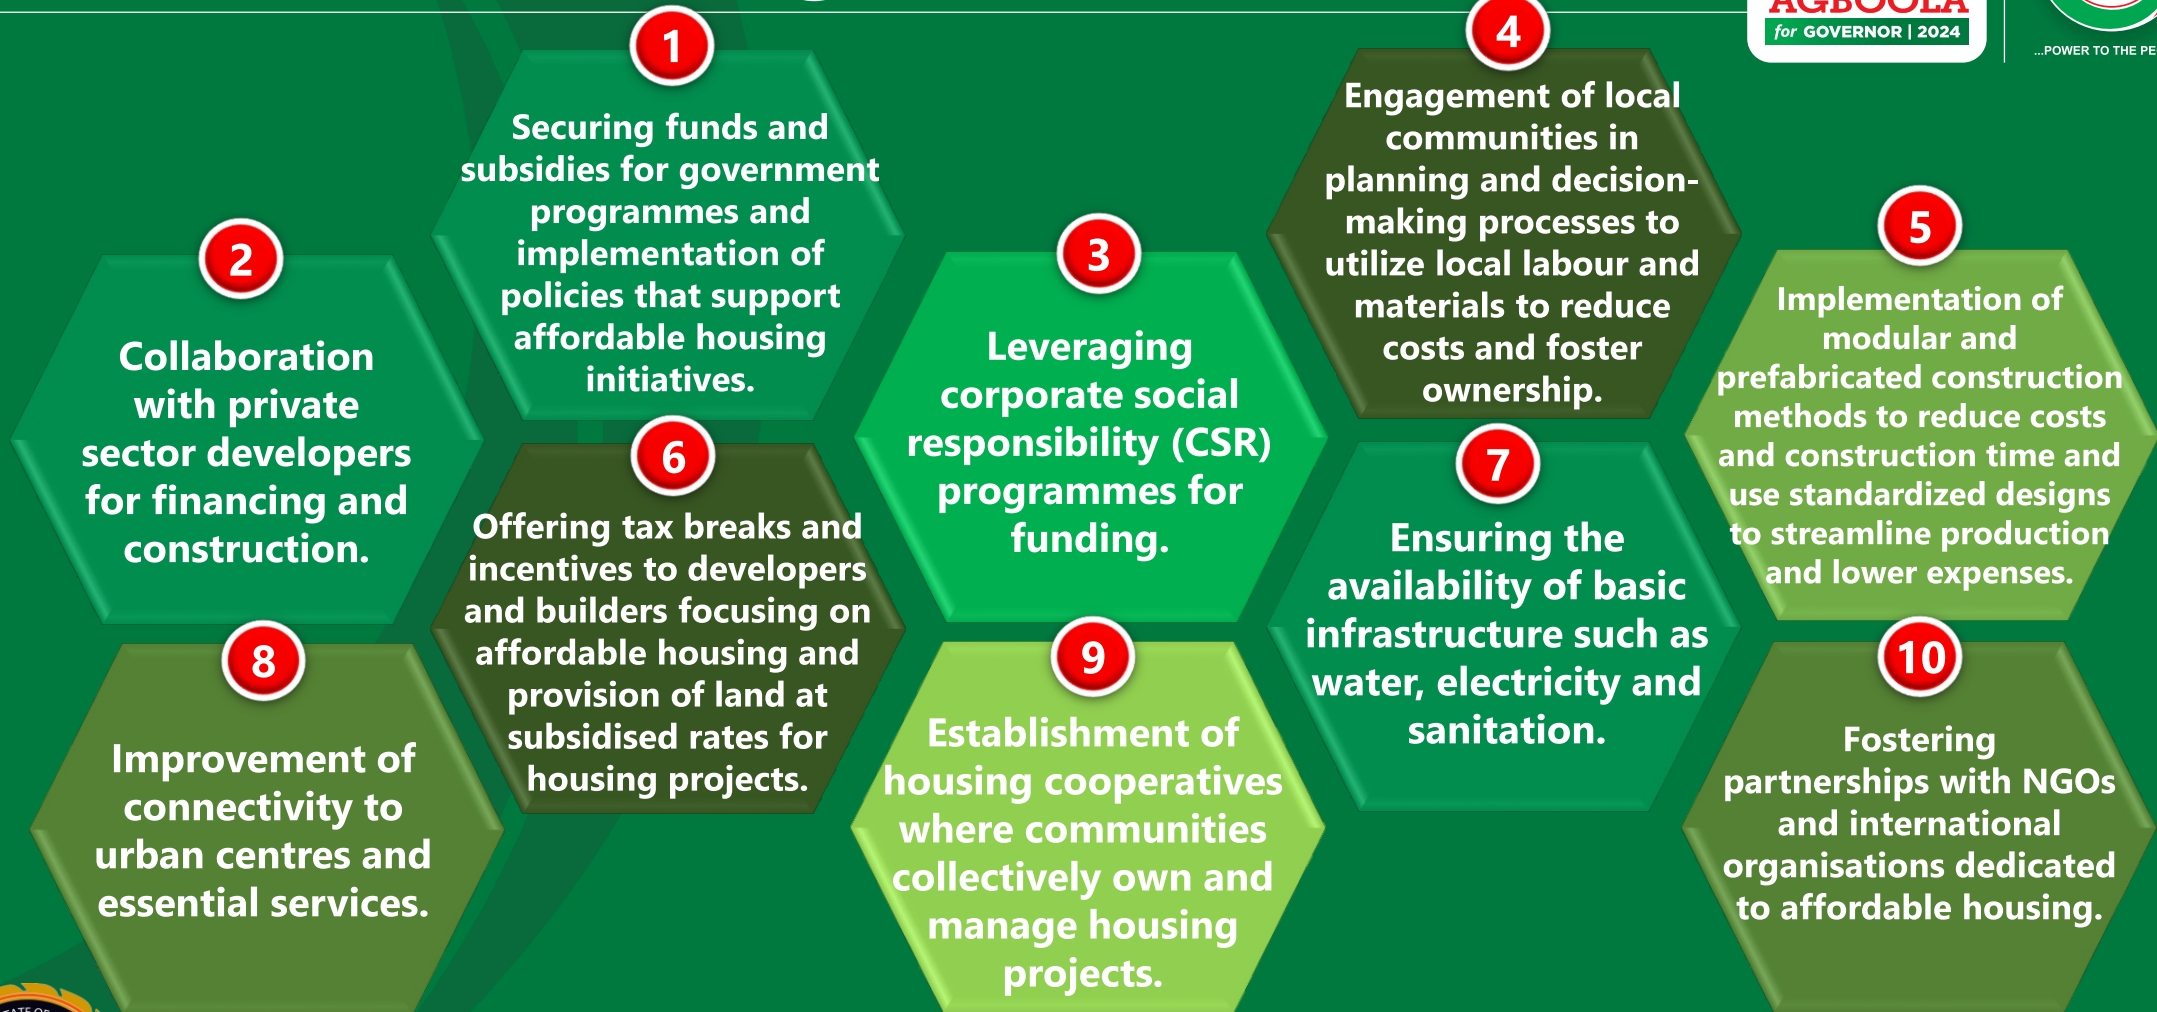 AGBOOLA
for GOVERNOR | 2024
...POWER TO THE PE
1
Securing funds and
subsidies for government
programmes and
implementation of
policies that support
affordable housing
initiatives.
2
Collaboration
with private
sector developers
for financing and
construction.
3
Leveraging
corporate social
responsibility (CSR)
programmes for
funding.
4
Engagement of local
communities in
planning and decision-
making processes to
utilize local labour and
materials to reduce
costs and foster
ownership.
5
Implementation of
modular and
prefabricated construction
methods to reduce costs
and construction time and
use standardized designs
to streamline production
and lower expenses.
6
Offering tax breaks and
incentives to developers
and builders focusing on
affordable housing and
provision of land at
subsidised rates for
housing projects.
7
Ensuring the
availability of basic
infrastructure such as
water, electricity and
sanitation.
8
Improvement of
connectivity to
urban centres and
essential services.
9
Establishment of
housing cooperatives
where communities
collectively own and
manage housing
projects.
10
Fostering
partnerships with NGOs
and international
organisations dedicated
to affordable housing.